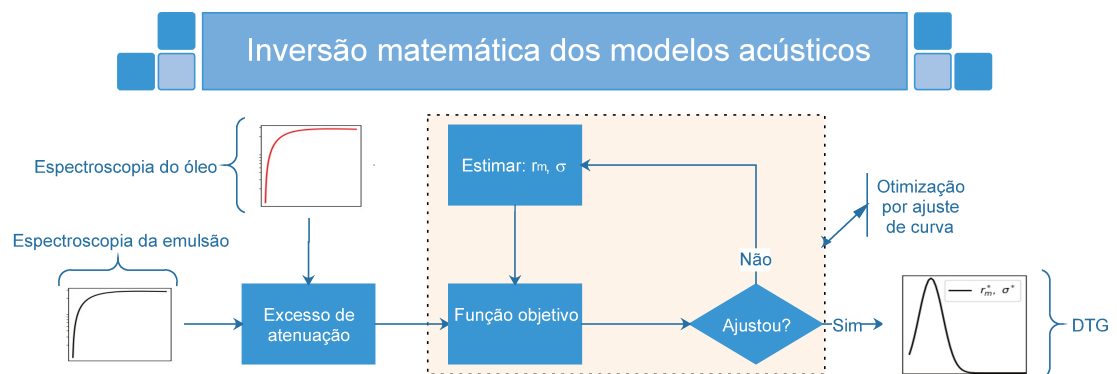 Inversão matemática dos modelos acústicos
Espectroscopia do óleo
Estimar: rm, σ
Otimização
por ajuste
de curva
Espectroscopia da emulsão
Não
Excesso de
atenuação
Função objetivo
Ajustou?
Sim
r*m, σ*
DTG